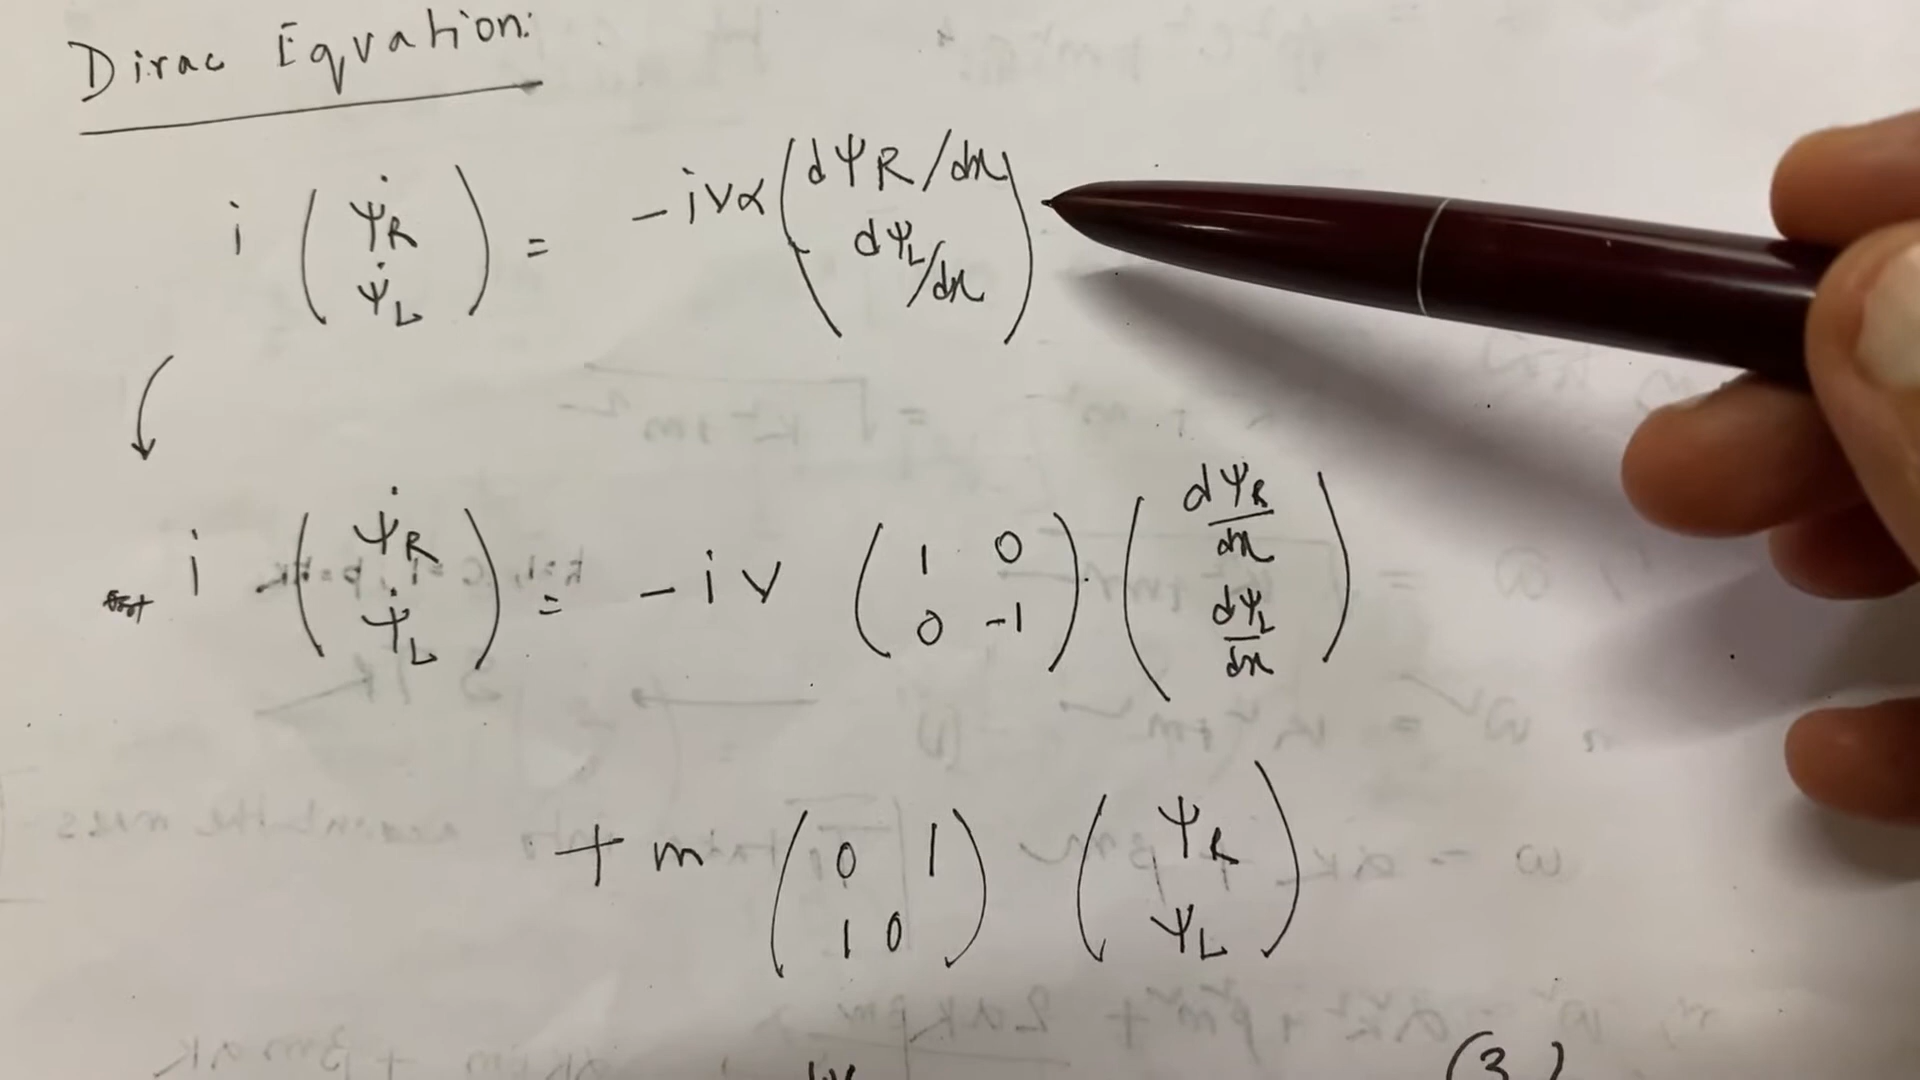 Dirac Equation:
i ( ψ̇R ψ̇L ) = -ivα ( dψR/dx dψL/dx )
i ( ψ̇R ψ̇L ) = -iv ( 1 0 0 -1 ) · ( dψR/dx dψL/dx )
+ m ( 0 1 1 0 ) ( ψR ψL )
(3)